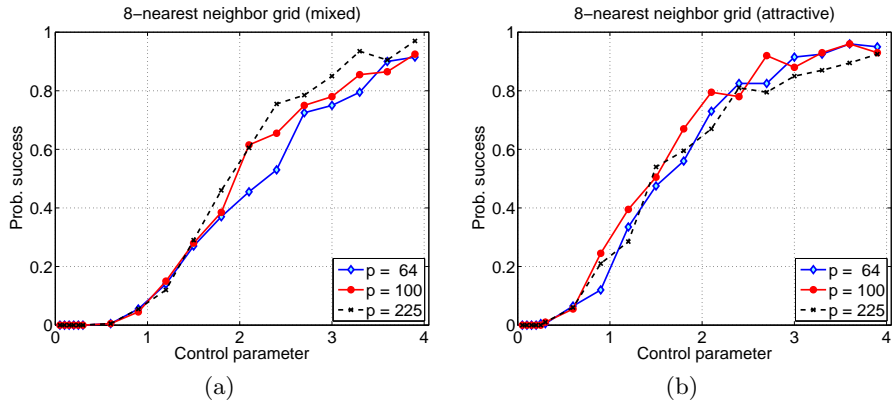 8−nearest neighbor grid (mixed)
1
0.8
0.6
0.4
0.2
0
Prob. success
0 1 2 3 4
Control parameter
p = 64
p = 100
p = 225
(a)
8−nearest neighbor grid (attractive)
1
0.8
0.6
0.4
0.2
0
Prob. success
0 1 2 3 4
Control parameter
p = 64
p = 100
p = 225
(b)